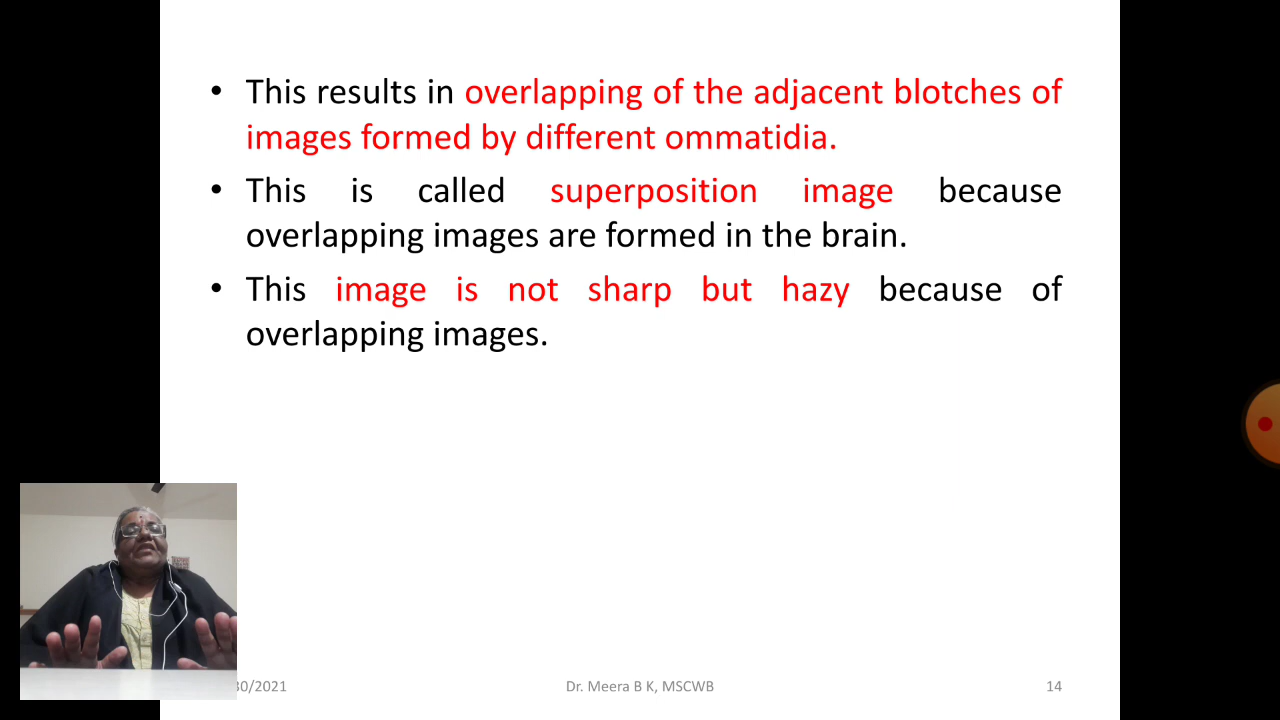 • This results in overlapping of the adjacent blotches of
images formed by different ommatidia.
• This is called superposition image because
overlapping images are formed in the brain.
• This image is not sharp but hazy because of
overlapping images.
30/2021
Dr. Meera B K, MSCWB
14